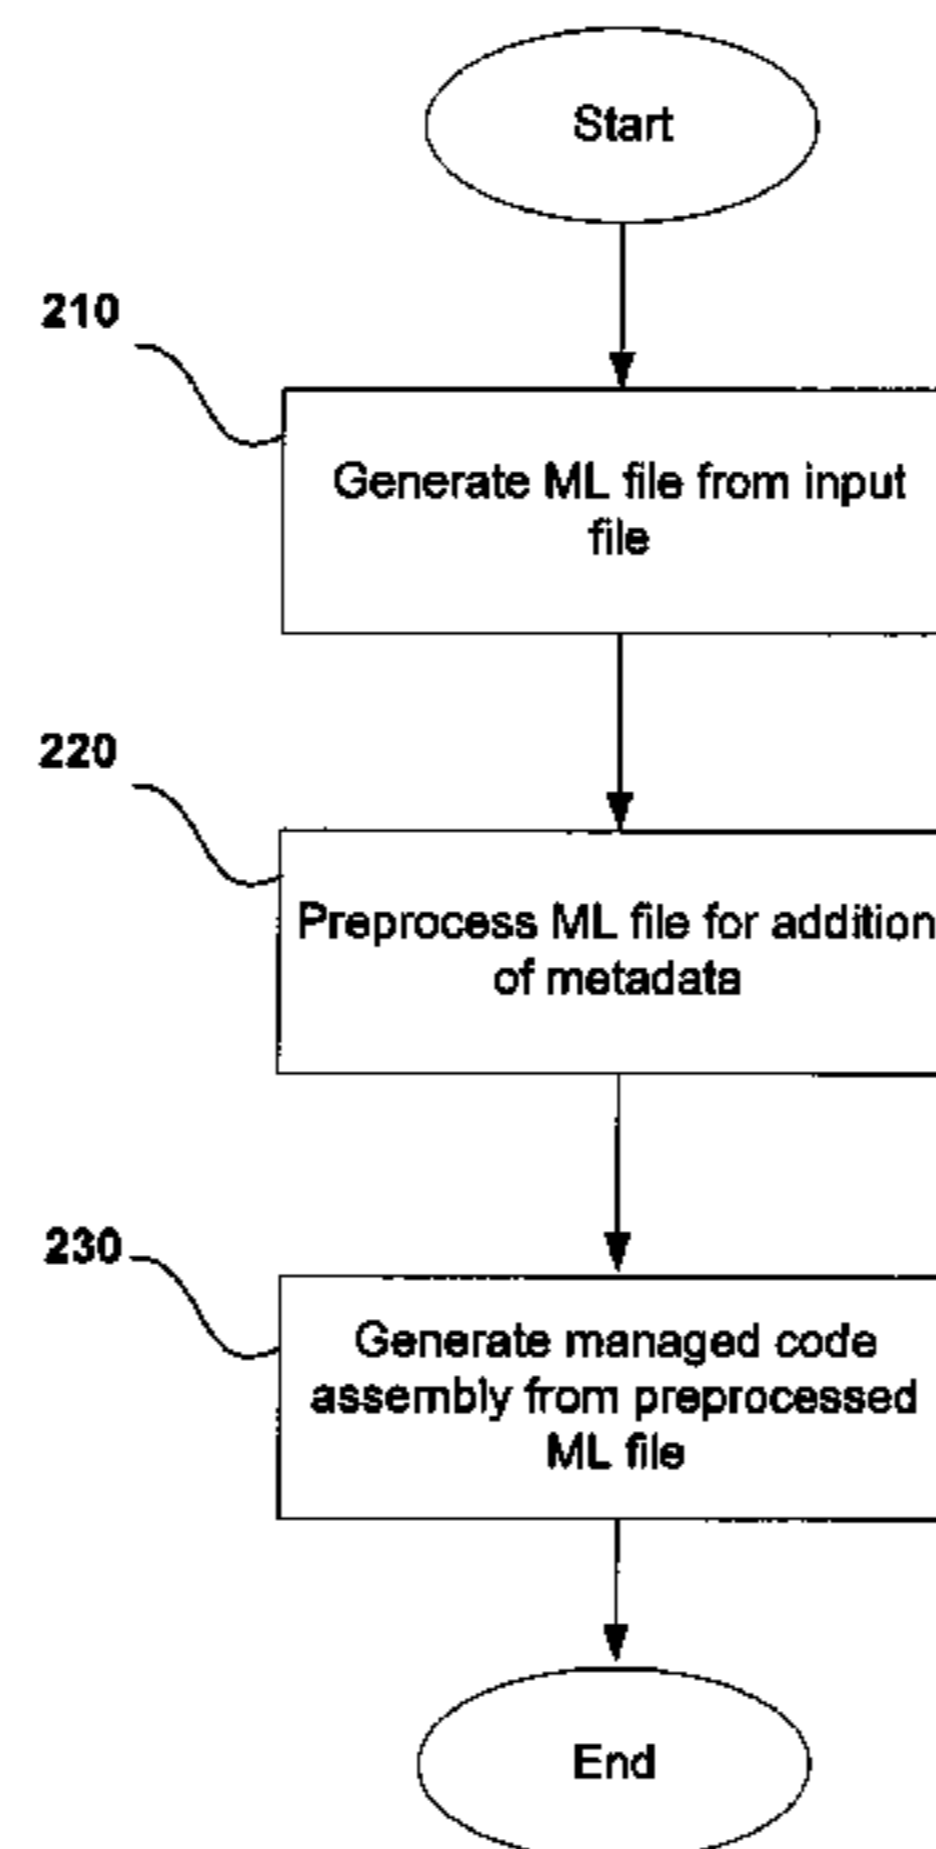 Start
210
Generate ML file from input
file
220
Preprocess ML file for addition
of metadata
230
Generate managed code
assembly from preprocessed
ML file
End